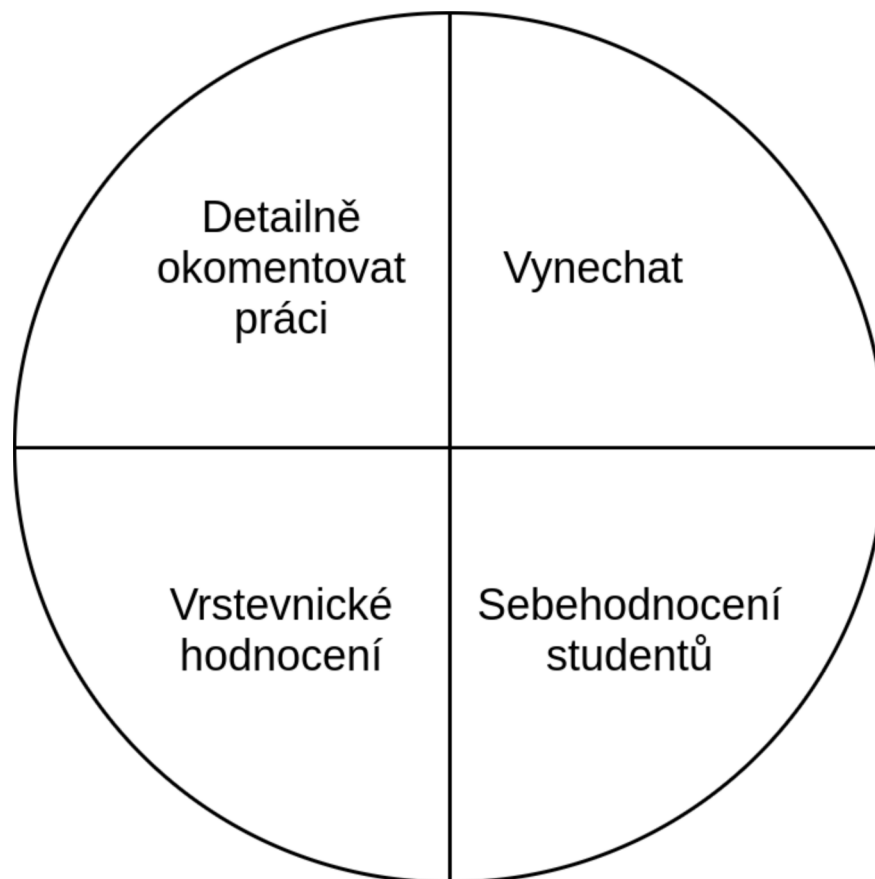 Detailně
okomentovat
práci
Vynechat
Vrstevnické
hodnocení
Sebehodnocení
studentů